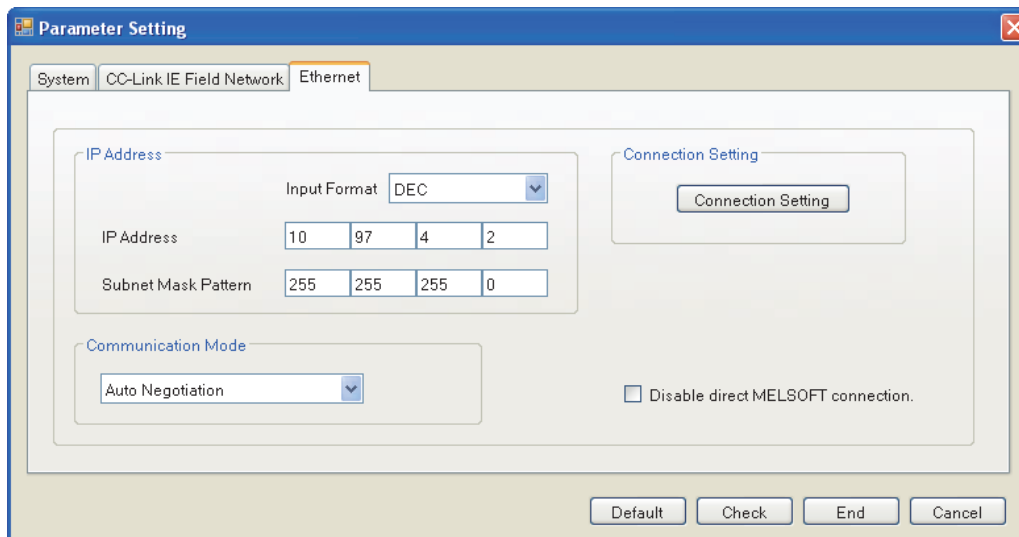 Parameter Setting
System CC-Link IE Field Network Ethernet
IP Address
Input Format DEC
IP Address 10 97 4 2
Subnet Mask Pattern 255 255 255 0
Connection Setting
Connection Setting
Communication Mode
Auto Negotiation
Disable direct MELSOFT connection.
Default Check End Cancel